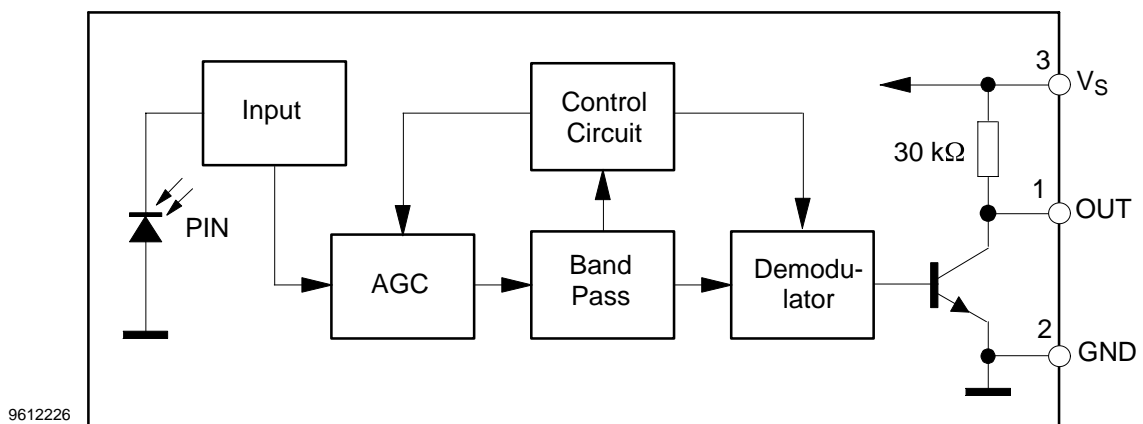 Input
PIN
AGC
Control
Circuit
Band
Pass
Demodu-
lator
30 kΩ
3
VS
1
OUT
2
GND
9612226